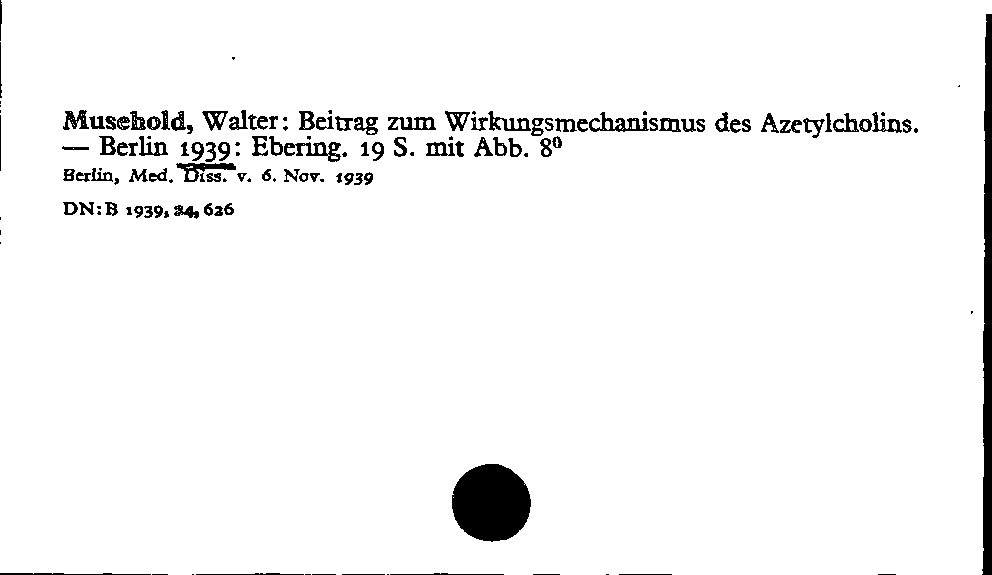 Musehold, Walter: Beitrag zum Wirkungsmechanismus des Azetylcholins.
— Berlin 1939: Ebering. 19 S. mit Abb. 8⁰
Berlin, Med. Diss. v. 6. Nov. 1939
DN: B 1939, 34, 626